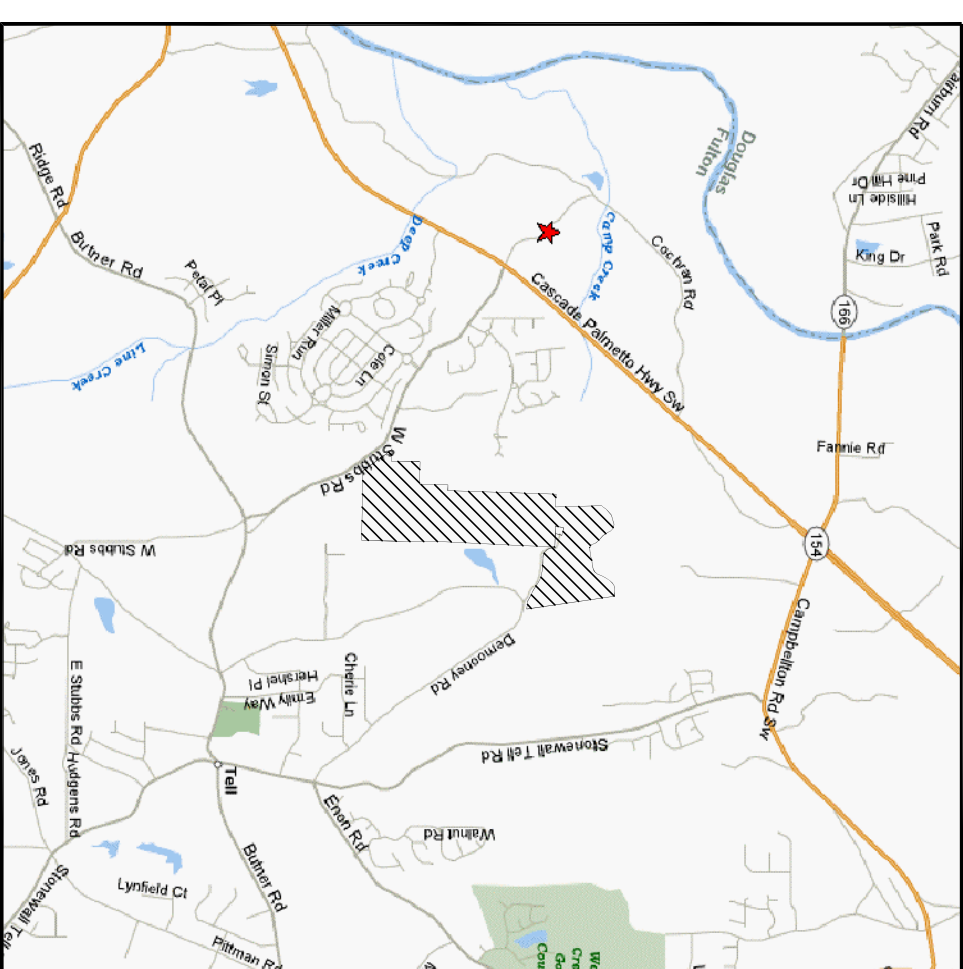 Fairburn Rd
Douglas
Fulton
Ridge Rd
Pine Hill Dr
Hillside Ln
Park Rd
King Dr
Butner Rd
Petal Pl
Deep Creek
Camp Creek
Cochran Rd
Cascade Palmetto Hwy Sw
166
Miller Run
Cole Ln
Simon St
Line Creek
W Stubbs Rd
Fannie Rd
W Stubbs Rd
154
Campbellton Rd Sw
Demooney Rd
Hershel Pl
Emily Way
Cherie Ln
E Stubbs Rd
Hudgens Rd
Jones Rd
Stonewall Tell Rd
Tell
Enon Rd
Walnut Rd
Butner Rd
Lynfield Ct
Stonewall Tell
Pittman Rd